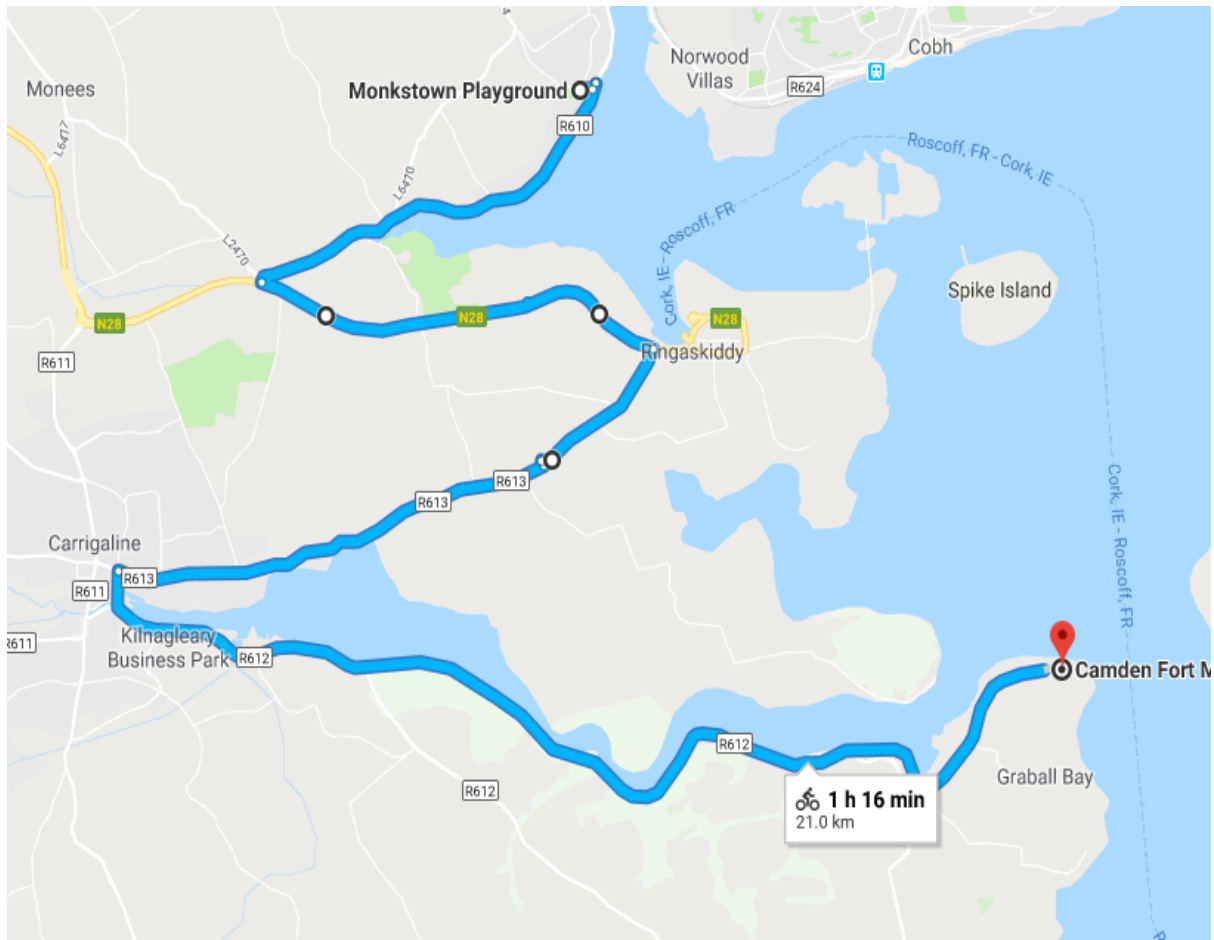 4
Cobh
Norwood
Villas
R624
Monees
Monkstown Playground
R610
L6477
L6470
Roscoff, FR - Cork, IE
Cork, IE - Roscoff, FR
L2470
Spike Island
N28
N28
N28
Ringaskiddy
R611
R613
R613
Cork, IE - Roscoff, FR
Carrigaline
R613
R611
Kilnagleary
Business Park
R611
R612
Camden Fort M
R612
R612
Graball Bay
1 h 16 min
21.0 km
R